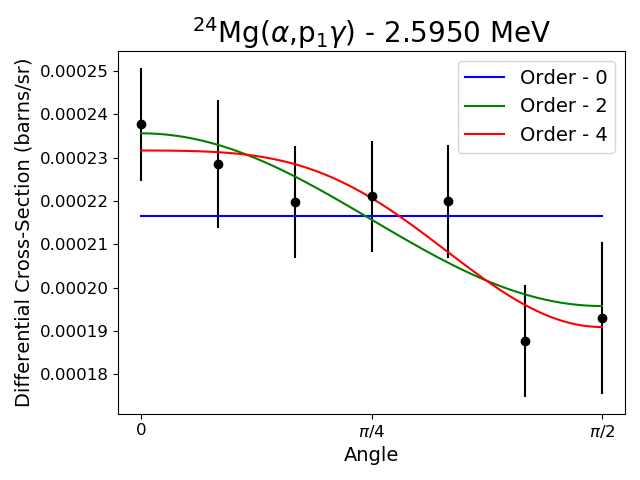 ²⁴Mg(α,p₁γ) - 2.5950 MeV
Differential Cross-Section (barns/sr)
0.00025
0.00024
0.00023
0.00022
0.00021
0.00020
0.00019
0.00018
Order - 0
Order - 2
Order - 4
0 π/4 π/2
Angle